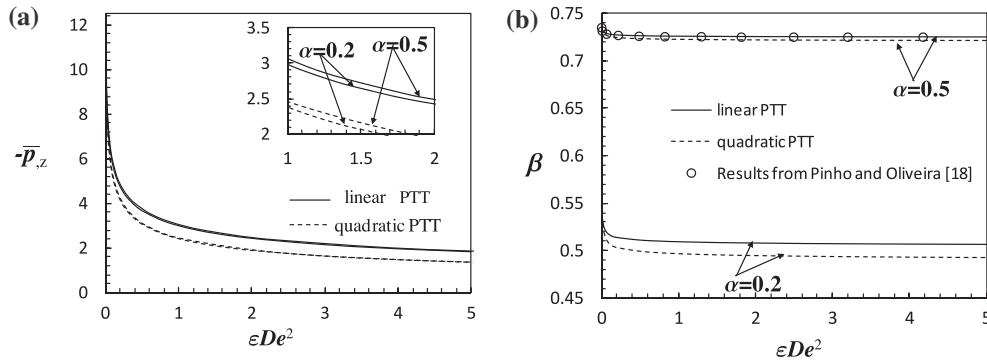 (a)
12
10
8
6
4
2
0
-p̅,z
0 1 2 3 4 5
εDe²
3.5
3
2.5
2
1 1.5 2
α=0.2
α=0.5
linear PTT
quadratic PTT
(b)
0.75
0.7
0.65
0.6
0.55
0.5
0.45
β
0 1 2 3 4 5
εDe²
α=0.5
linear PTT
quadratic PTT
Results from Pinho and Oliveira [18]
α=0.2